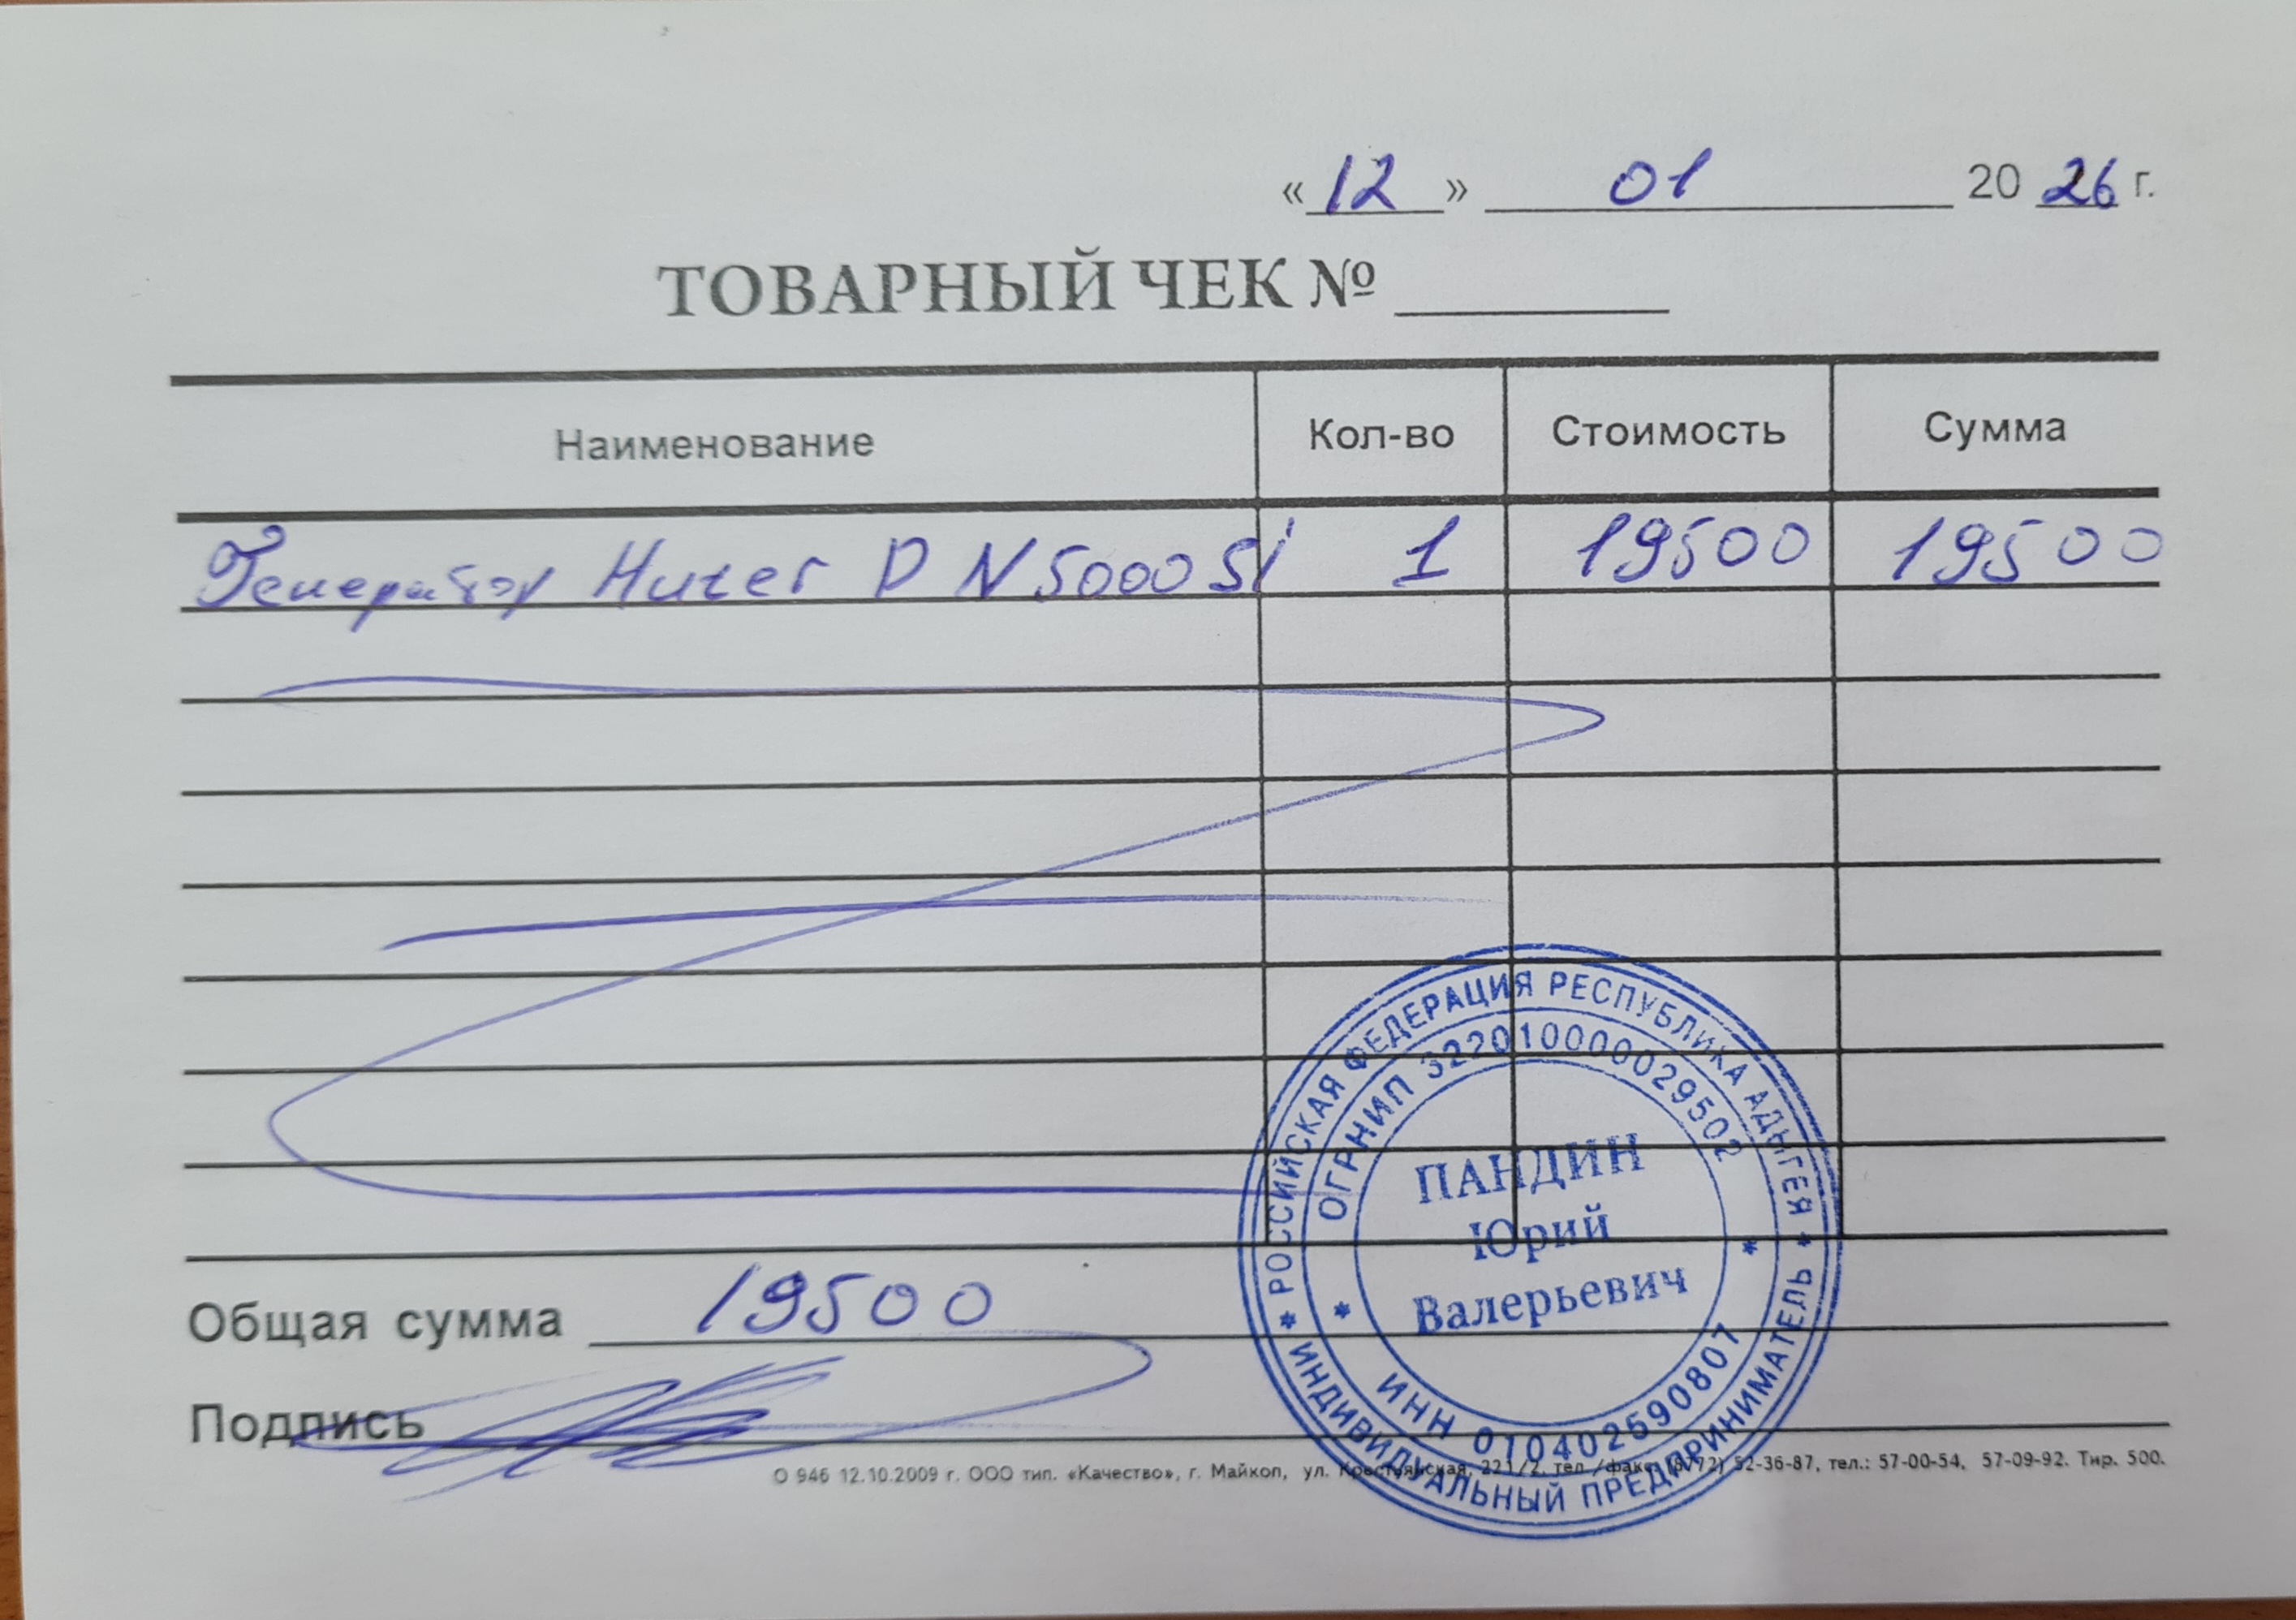 «12» 01 2026 г.
ТОВАРНЫЙ ЧЕК №
Наименование Кол-во Стоимость Сумма
Генератор Huter DN5000Si 1 19500 19500
Общая сумма 19500
Подпись
О 946 12.10.2009 г. ООО тип. «Качество», г. Майкоп, ул. Крестьянская, 221/2, тел./факс: (8772) 52-36-87, тел.: 57-00-54, 57-09-92. Тир. 500.
* РОССИЙСКАЯ ФЕДЕРАЦИЯ РЕСПУБЛИКА АДЫГЕЯ *
ОГРНИП 322010000029502
ПАНДИН
Юрий
Валерьевич
ИНН 010402590807
ИНДИВИДУАЛЬНЫЙ ПРЕДПРИНИМАТЕЛЬ